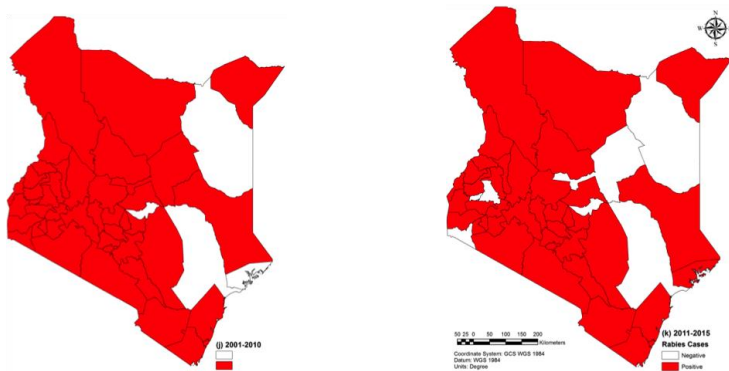 (j) 2001-2010
N
W
E
S
50 25 0 50 100 150 200
Kilometers
Coordinate System: GCS WGS 1984
Datum: WGS 1984
Units: Degree
(k) 2011-2015
Rabies Cases
Negative
Positive